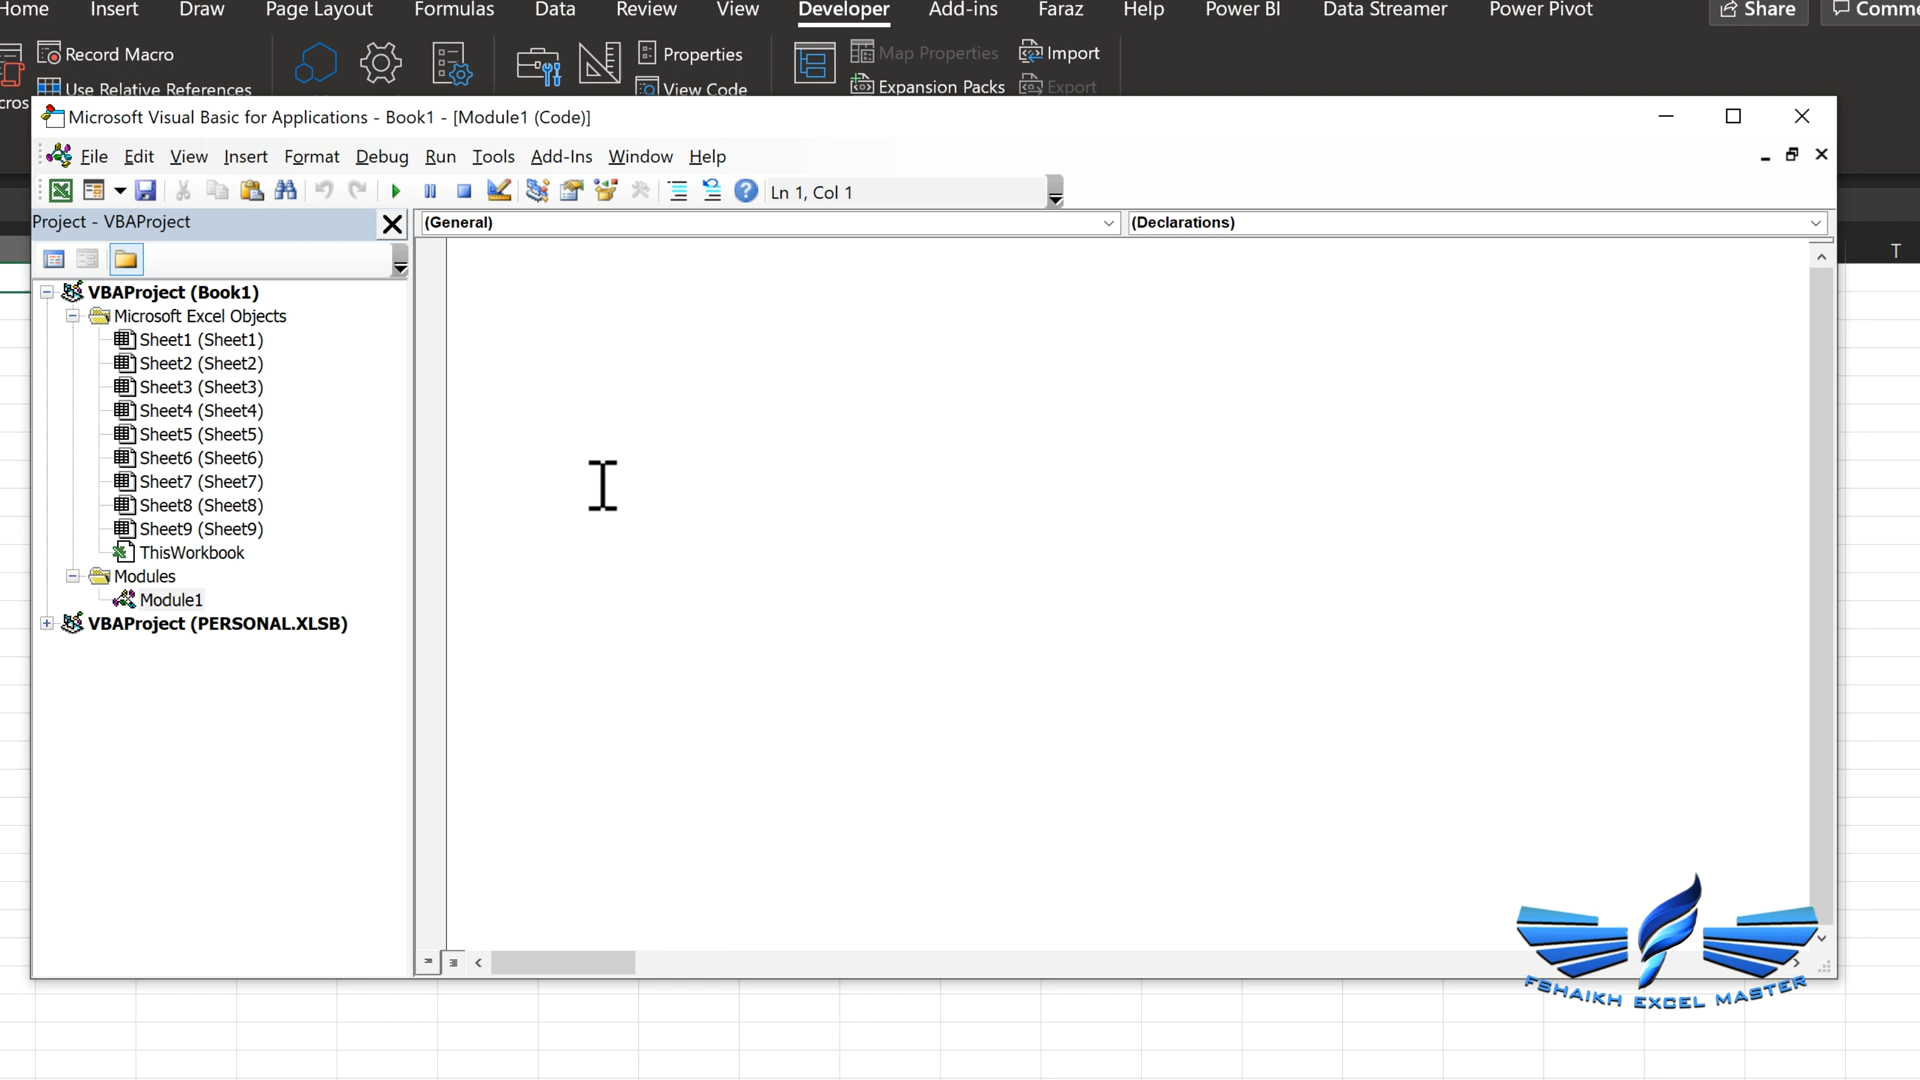 Home Insert Draw Page Layout Formulas Data Review View Developer Add-ins Faraz Help Power BI Data Streamer Power Pivot Share
Record Macro Properties Map Properties Import
Use Relative References View Code Expansion Packs Export
Microsoft Visual Basic for Applications - Book1 - [Module1 (Code)]
File Edit View Insert Format Debug Run Tools Add-Ins Window Help
Ln 1, Col 1
Project - VBAProject
(General) (Declarations)
T
VBAProject (Book1)
Microsoft Excel Objects
Sheet1 (Sheet1)
Sheet2 (Sheet2)
Sheet3 (Sheet3)
Sheet4 (Sheet4)
Sheet5 (Sheet5)
Sheet6 (Sheet6)
Sheet7 (Sheet7)
Sheet8 (Sheet8)
Sheet9 (Sheet9)
ThisWorkbook
Modules
Module1
VBAProject (PERSONAL.XLSB)
FSHAIKH EXCEL MASTER